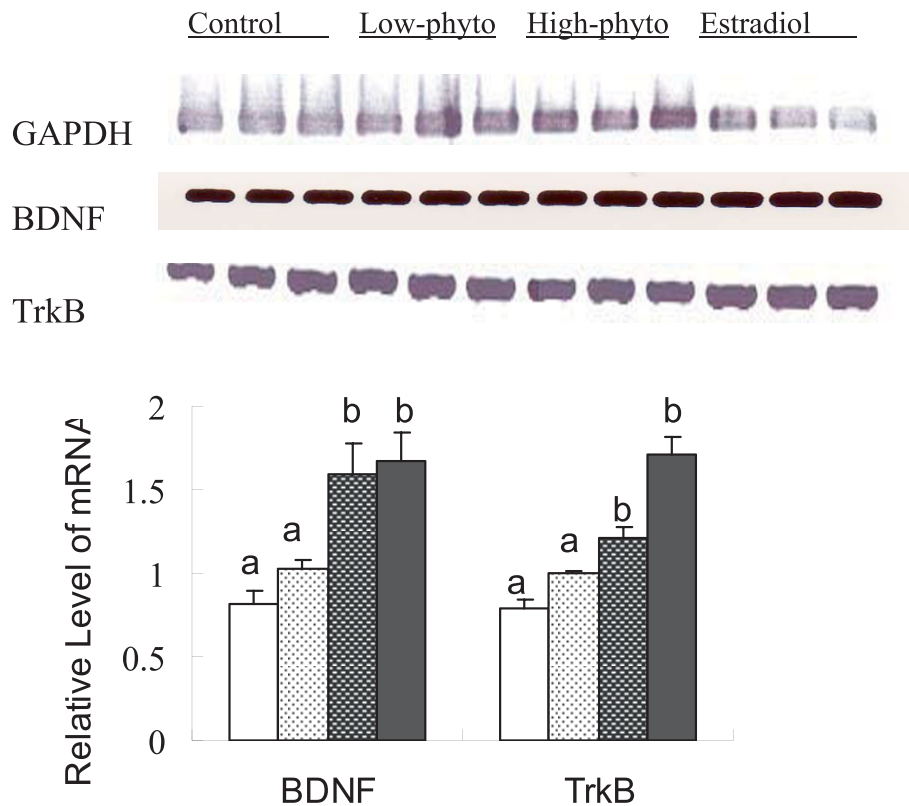 Control Low-phyto High-phyto Estradiol
GAPDH
BDNF
TrkB
Relative Level of mRNA
2
1.5
1
0.5
0
a a b b
a a b b
BDNF TrkB